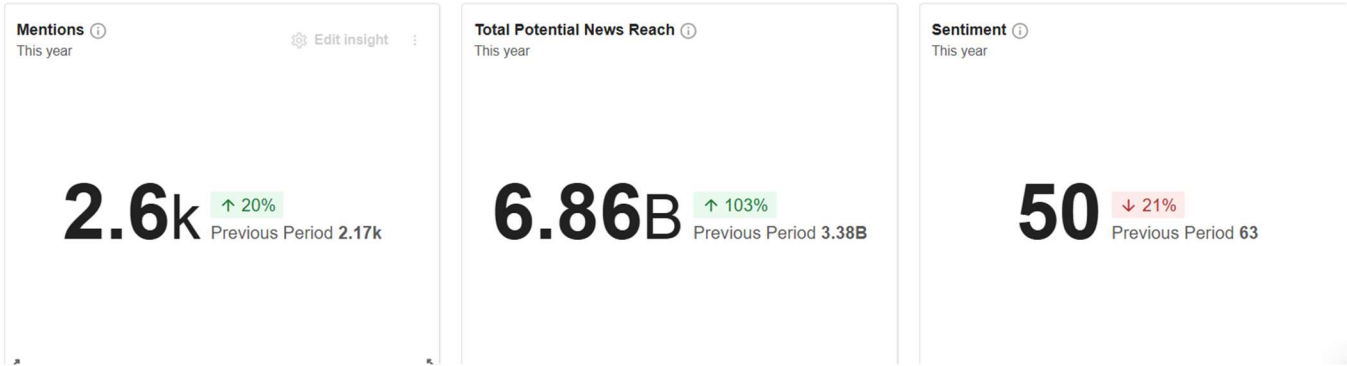 Mentions
This year
Edit insight
2.6k
↑ 20%
Previous Period 2.17k
Total Potential News Reach
This year
6.86B
↑ 103%
Previous Period 3.38B
Sentiment
This year
50
↓ 21%
Previous Period 63